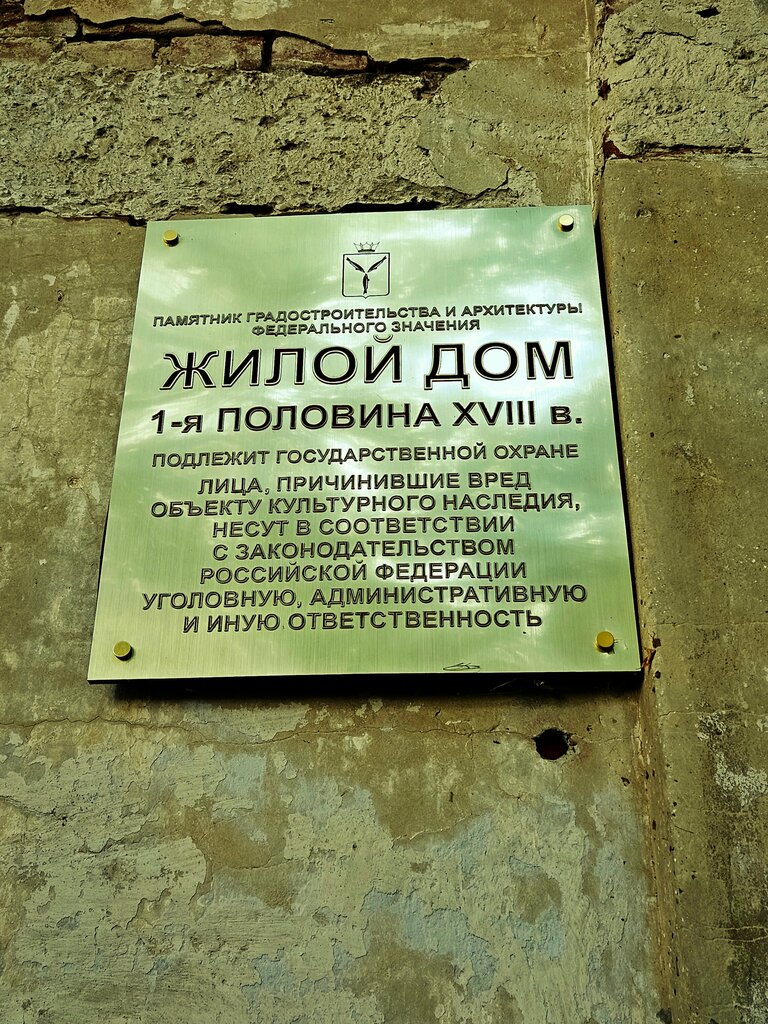 ПАМЯТНИК ГРАДОСТРОИТЕЛЬСТВА И АРХИТЕКТУРЫ
ФЕДЕРАЛЬНОГО ЗНАЧЕНИЯ
ЖИЛОЙ ДОМ
1-я ПОЛОВИНА XVIII в.
ПОДЛЕЖИТ ГОСУДАРСТВЕННОЙ ОХРАНЕ
ЛИЦА, ПРИЧИНИВШИЕ ВРЕД
ОБЪЕКТУ КУЛЬТУРНОГО НАСЛЕДИЯ,
НЕСУТ В СООТВЕТСТВИИ
С ЗАКОНОДАТЕЛЬСТВОМ
РОССИЙСКОЙ ФЕДЕРАЦИИ
УГОЛОВНУЮ, АДМИНИСТРАТИВНУЮ
И ИНУЮ ОТВЕТСТВЕННОСТЬ